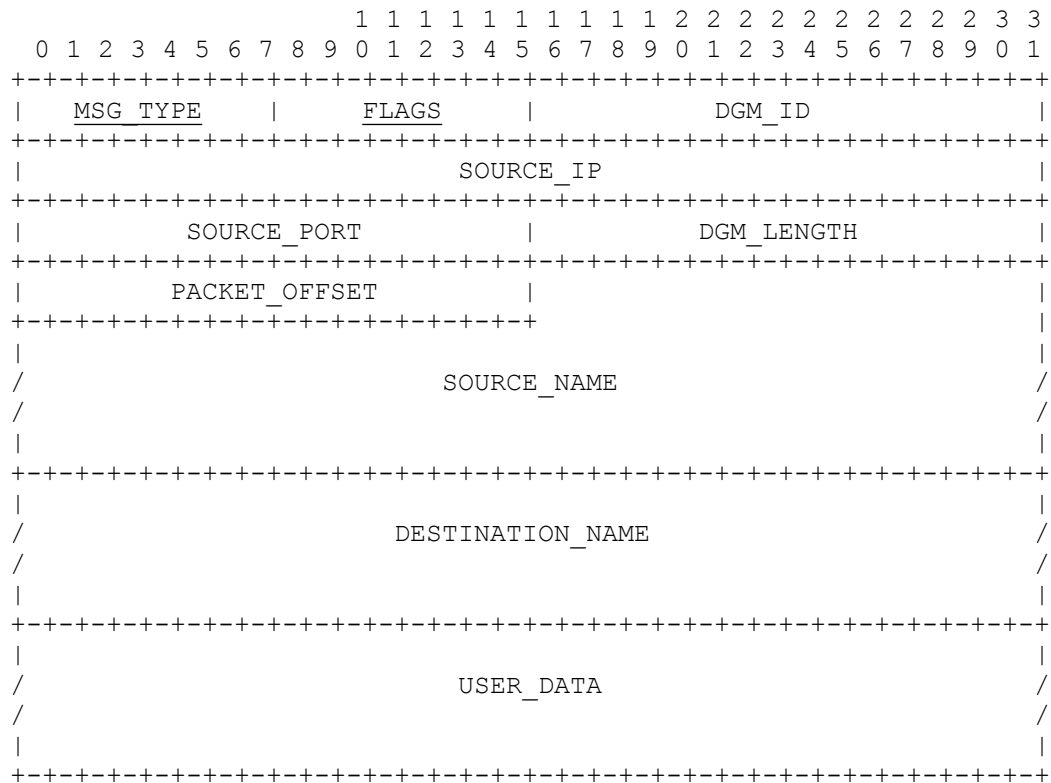 1 1 1 1 1 1 1 1 1 1 2 2 2 2 2 2 2 2 2 2 3 3
  0 1 2 3 4 5 6 7 8 9 0 1 2 3 4 5 6 7 8 9 0 1 2 3 4 5 6 7 8 9 0 1
+-+-+-+-+-+-+-+-+-+-+-+-+-+-+-+-+-+-+-+-+-+-+-+-+-+-+-+-+-+-+-+-+
|   MSG_TYPE    |     FLAGS     |           DGM_ID              |
+-+-+-+-+-+-+-+-+-+-+-+-+-+-+-+-+-+-+-+-+-+-+-+-+-+-+-+-+-+-+-+-+
|                           SOURCE_IP                           |
+-+-+-+-+-+-+-+-+-+-+-+-+-+-+-+-+-+-+-+-+-+-+-+-+-+-+-+-+-+-+-+-+
|          SOURCE_PORT          |          DGM_LENGTH           |
+-+-+-+-+-+-+-+-+-+-+-+-+-+-+-+-+-+-+-+-+-+-+-+-+-+-+-+-+-+-+-+-+
|         PACKET_OFFSET         |                               |
+-+-+-+-+-+-+-+-+-+-+-+-+-+-+-+-+                               |
|                                                               |
/                          SOURCE_NAME                          /
/                                                               /
|                                                               |
+-+-+-+-+-+-+-+-+-+-+-+-+-+-+-+-+-+-+-+-+-+-+-+-+-+-+-+-+-+-+-+-+
|                                                               |
/                       DESTINATION_NAME                        /
/                                                               /
|                                                               |
+-+-+-+-+-+-+-+-+-+-+-+-+-+-+-+-+-+-+-+-+-+-+-+-+-+-+-+-+-+-+-+-+
|                                                               |
/                           USER_DATA                           /
/                                                               /
|                                                               |
+-+-+-+-+-+-+-+-+-+-+-+-+-+-+-+-+-+-+-+-+-+-+-+-+-+-+-+-+-+-+-+-+